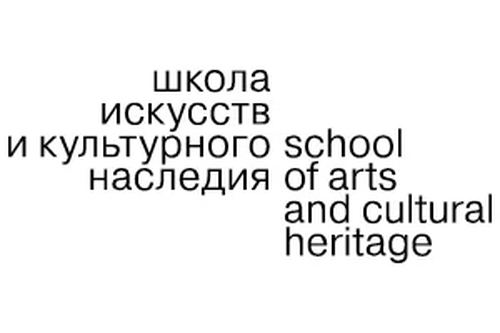 школа
искусств
и культурного
наследия
school
of arts
and cultural
heritage